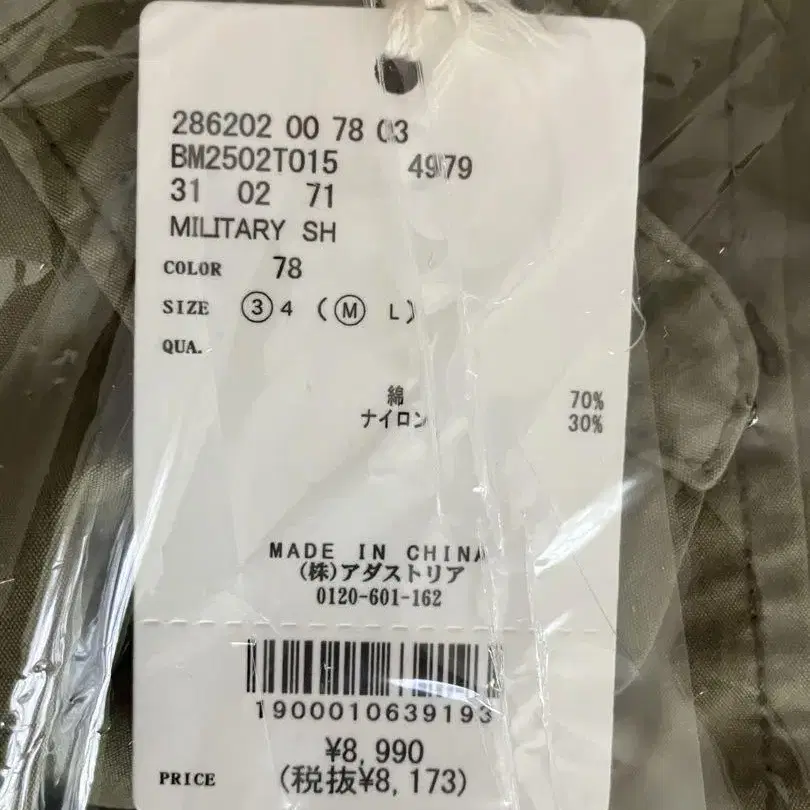 286202 00 78 03
BM2502T015 4979
31 02 71
MILITARY SH
COLOR 78
SIZE ③ 4 ( Ⓜ L )
QUA.
綿 70%
ナイロン 30%
MADE IN CHINA
(株)アダストリア
0120-601-162
1900010639193
¥8,990
PRICE (税抜¥8,173)